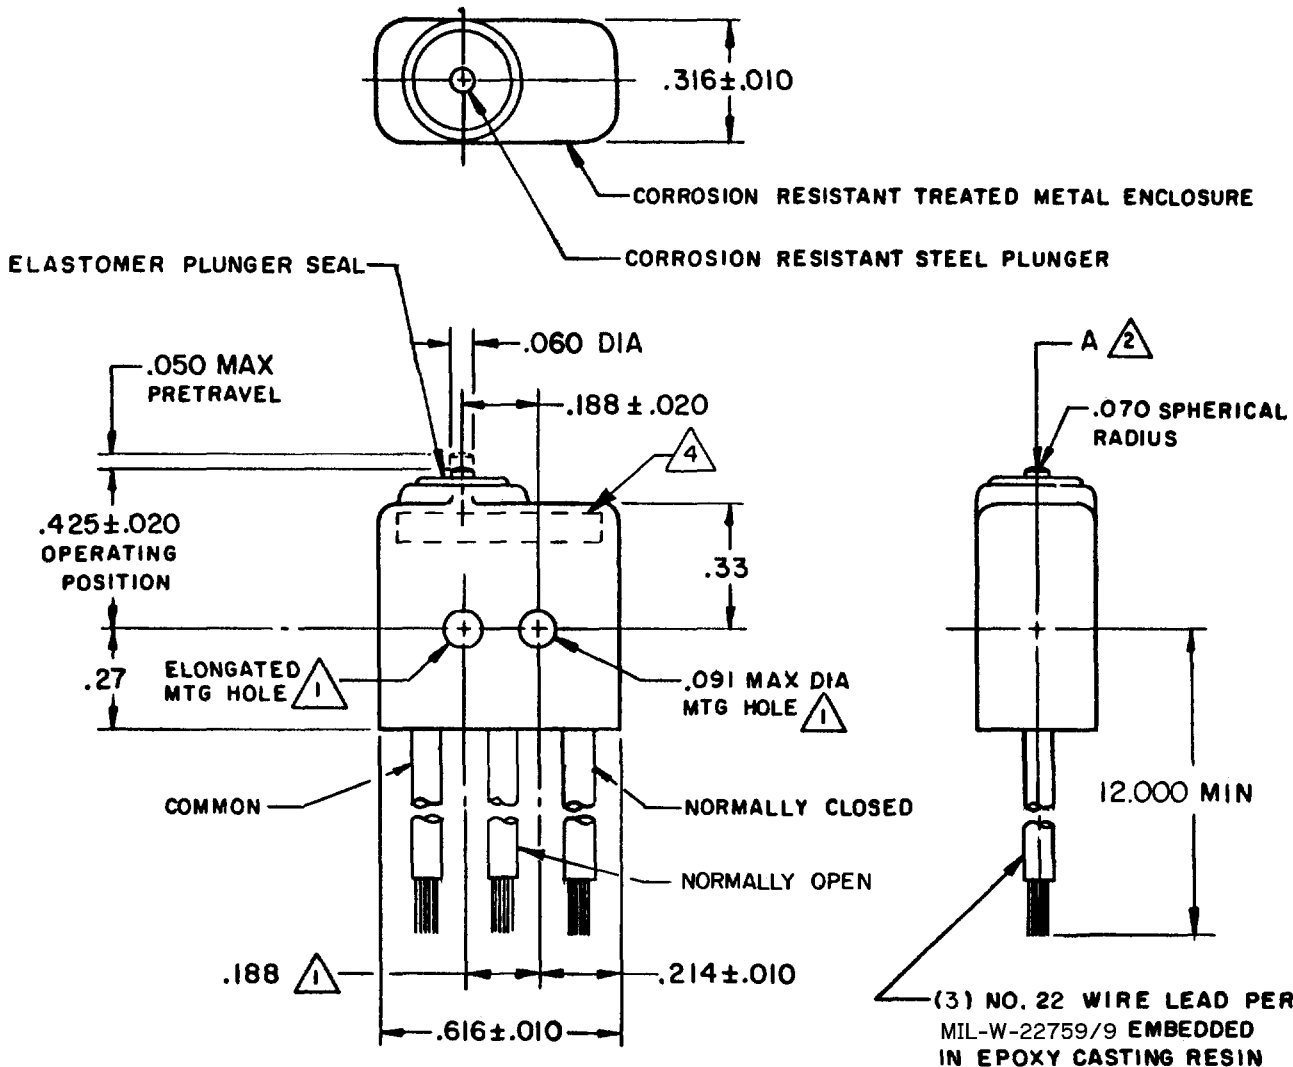 .316±.010
CORROSION RESISTANT TREATED METAL ENCLOSURE
CORROSION RESISTANT STEEL PLUNGER
ELASTOMER PLUNGER SEAL
.060 DIA
A 2
.050 MAX
PRETRAVEL
.188±.020
.070 SPHERICAL
RADIUS
4
.425±.020
OPERATING
POSITION
.33
.27
ELONGATED
MTG HOLE 1
.091 MAX DIA
MTG HOLE 1
COMMON
NORMALLY CLOSED
12.000 MIN
NORMALLY OPEN
.188 1
.214±.010
.616±.010
(3) NO. 22 WIRE LEAD PER
MIL-W-22759/9 EMBEDDED
IN EPOXY CASTING RESIN